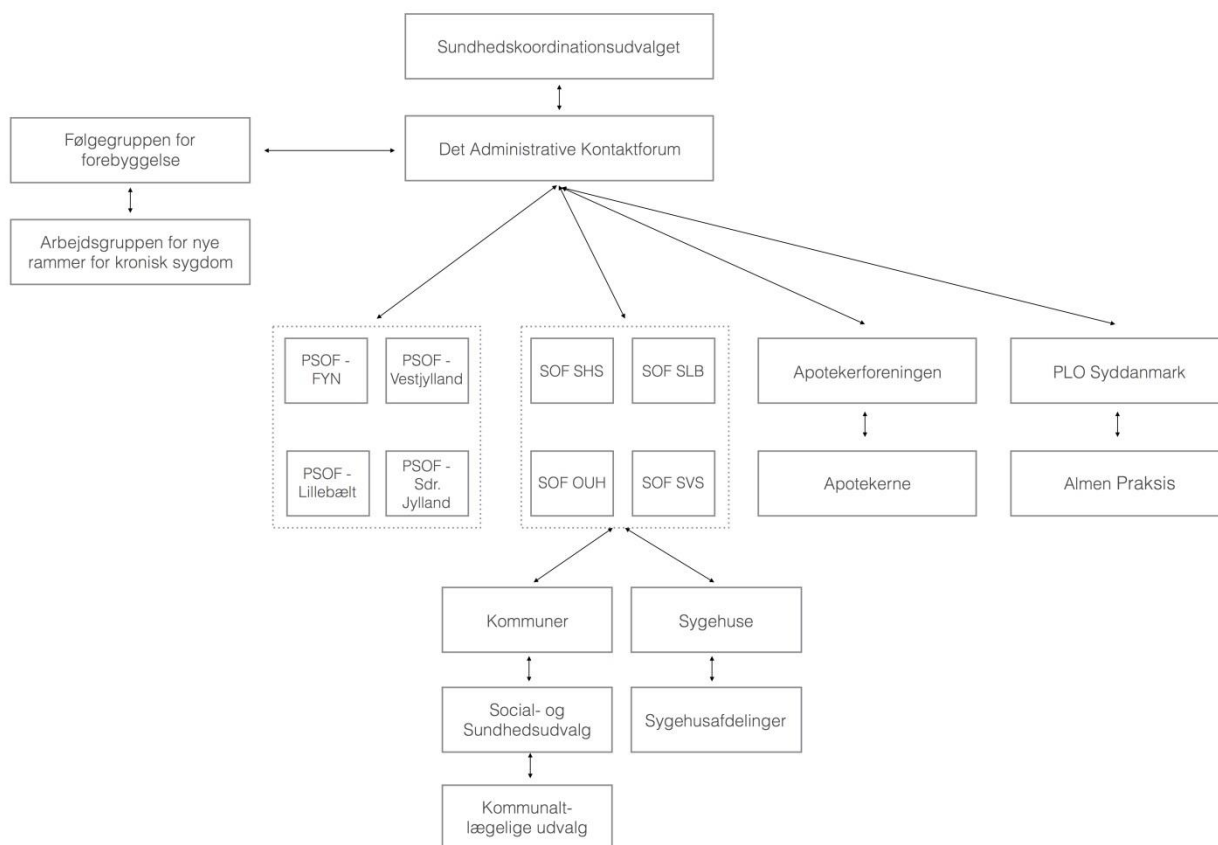 Sundhedskoordinationsudvalget
Følgegruppen for
forebyggelse
Det Administrative Kontaktforum
Arbejdsgruppen for nye
rammer for kronisk sygdom
PSOF -
FYN
PSOF -
Vestjylland
PSOF -
Lillebælt
PSOF -
Sdr.
Jylland
SOF SHS
SOF SLB
SOF OUH
SOF SVS
Apotekerforeningen
PLO Syddanmark
Apotekerne
Almen Praksis
Kommuner
Sygehuse
Social- og
Sundhedsudvalg
Sygehusafdelinger
Kommunalt-
lægelige udvalg